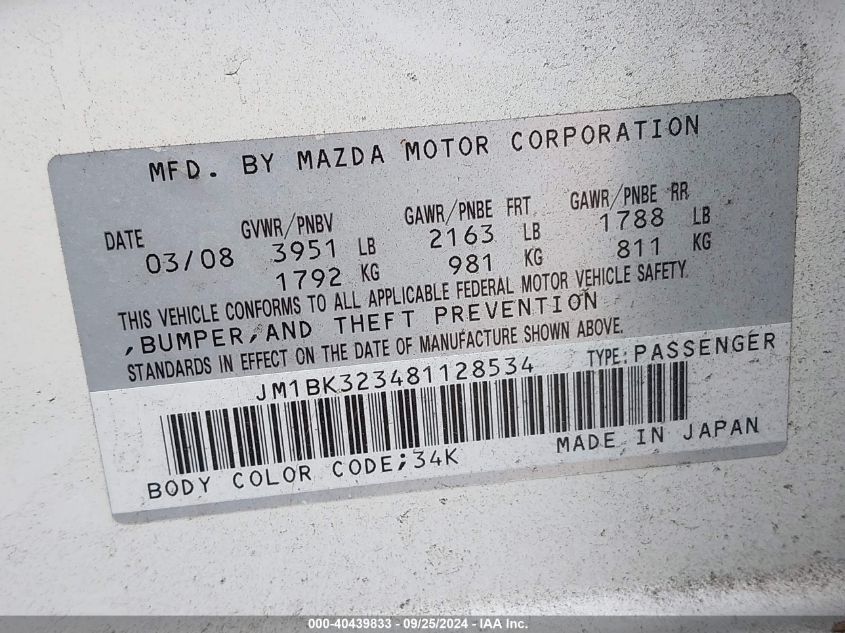 MFD. BY MAZDA MOTOR CORPORATION
DATE GVWR/PNBV GAWR/PNBE FRT GAWR/PNBE RR
03/08 3951 LB 2163 LB 1788 LB
1792 KG 981 KG 811 KG
THIS VEHICLE CONFORMS TO ALL APPLICABLE FEDERAL MOTOR VEHICLE SAFETY
,BUMPER,AND THEFT PREVENTION
STANDARDS IN EFFECT ON THE DATE OF MANUFACTURE SHOWN ABOVE.
JM1BK323481128534 TYPE:PASSENGER
BODY COLOR CODE;34K MADE IN JAPAN
000-40439833 - 09/25/2024 - IAAI, Inc.